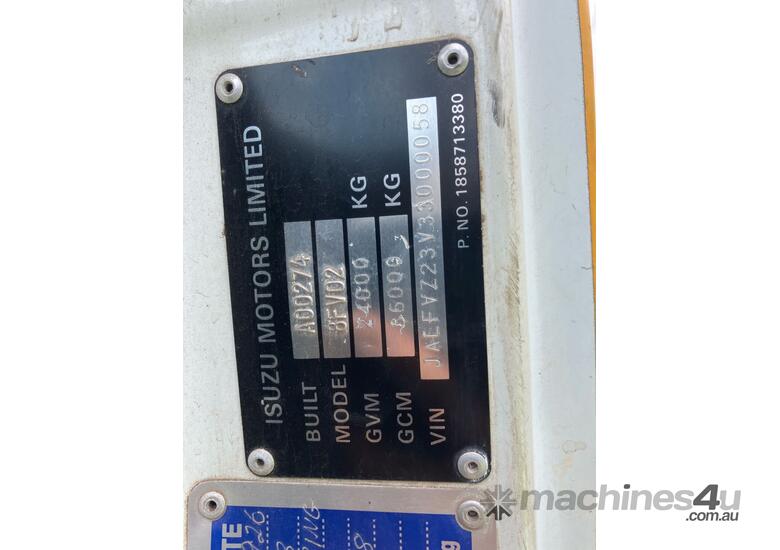 ISUZU MOTORS LIMITED
BUILT A00274
MODEL 8FV02
GVM 24000 KG
GCM 36000 KG
VIN JALFVZ23V33000058
P. NO. 1858713380
machines4u
.com.au